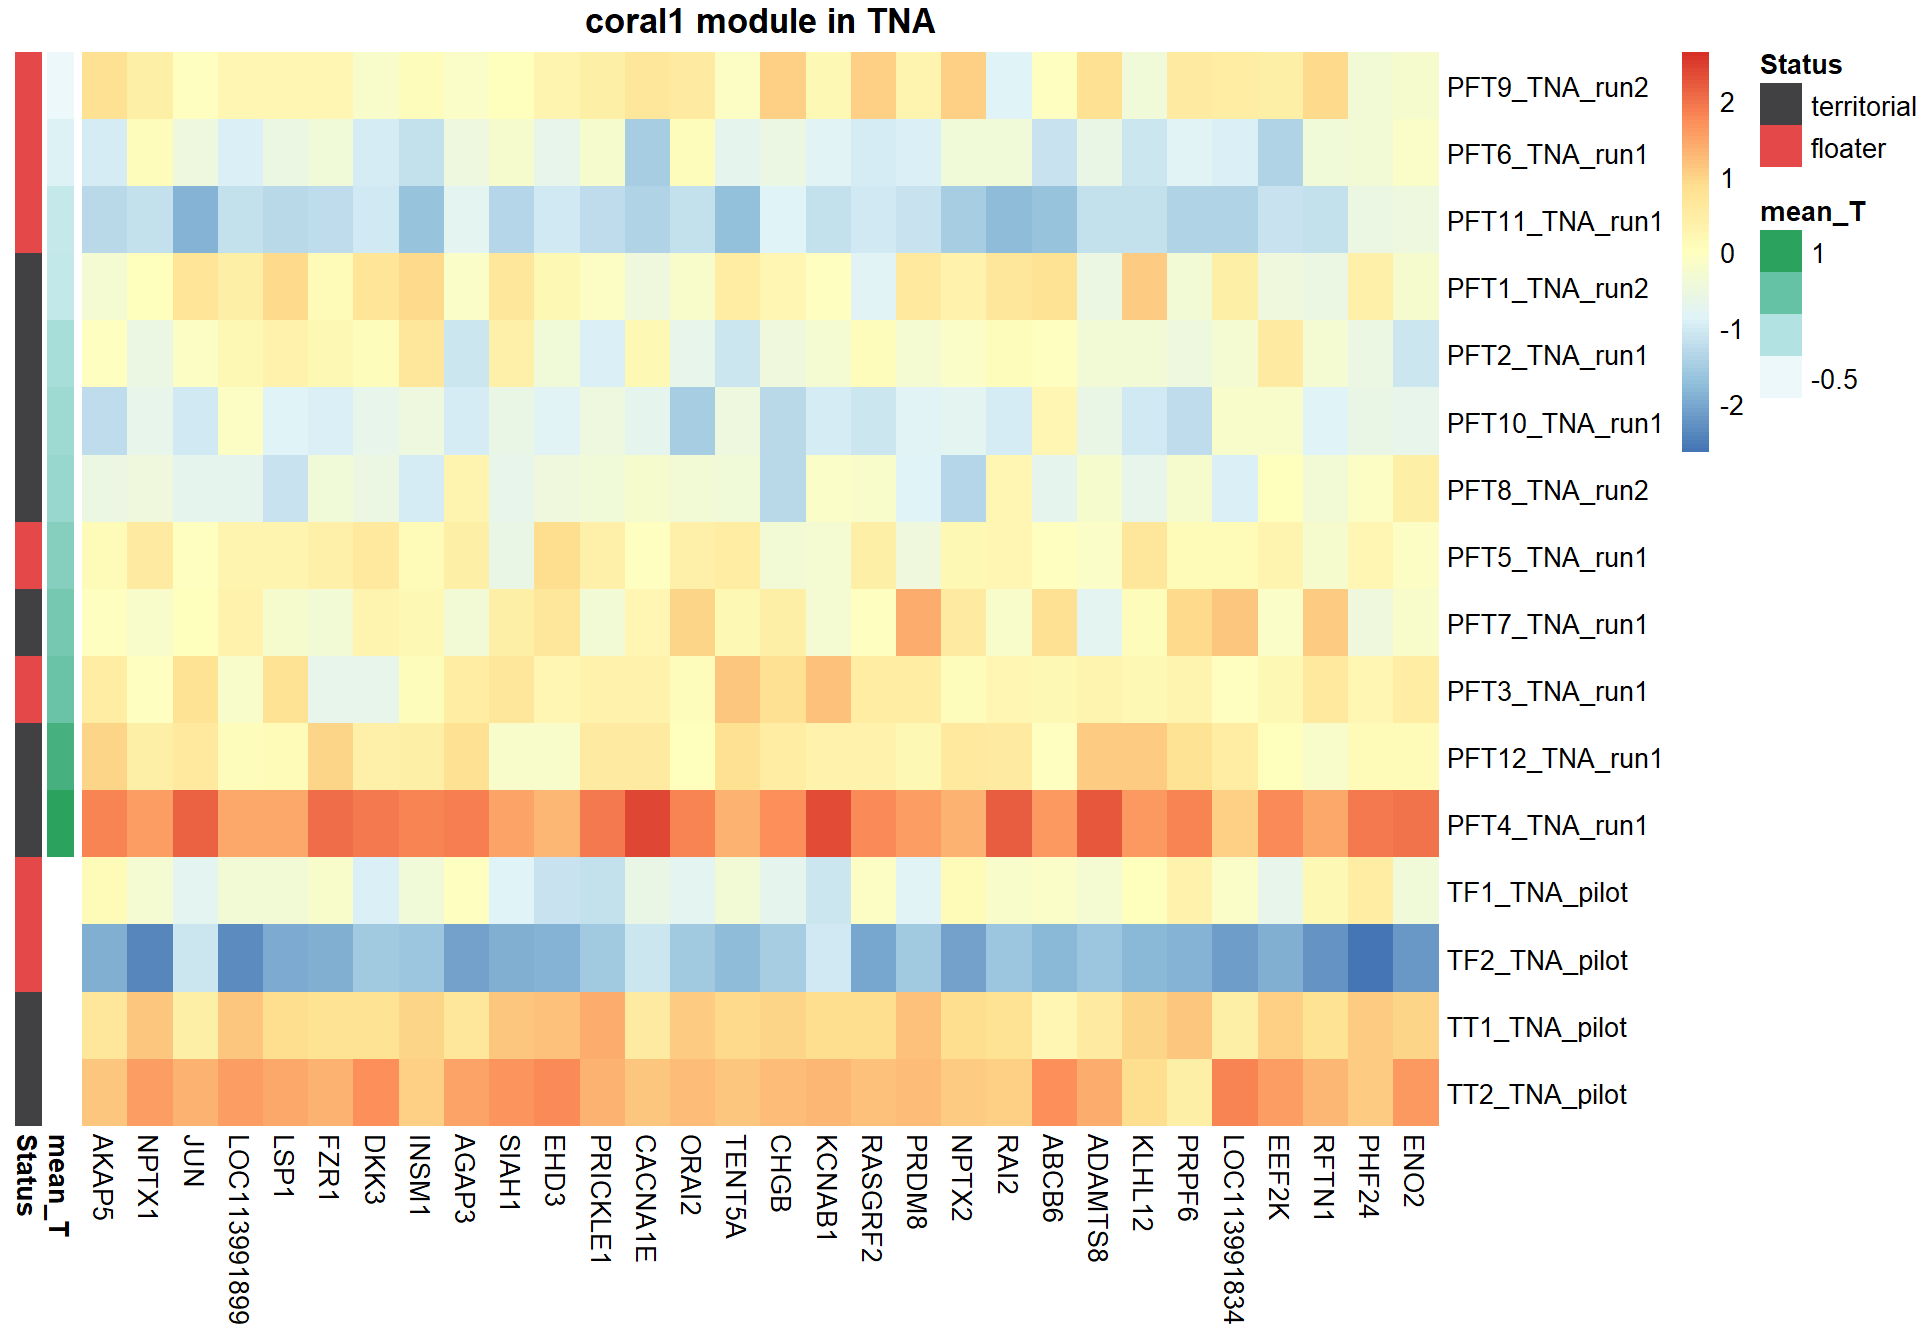 coral1 module in TNA
PFT9_TNA_run2
PFT6_TNA_run1
PFT11_TNA_run1
PFT1_TNA_run2
PFT2_TNA_run1
PFT10_TNA_run1
PFT8_TNA_run2
PFT5_TNA_run1
PFT7_TNA_run1
PFT3_TNA_run1
PFT12_TNA_run1
PFT4_TNA_run1
TF1_TNA_pilot
TF2_TNA_pilot
TT1_TNA_pilot
TT2_TNA_pilot
2
1
0
-1
-2
Status
territorial
floater
mean_T
1
-0.5
Status
mean_T
AKAP5
NPTX1
JUN
LOC113991899
LSP1
FZR1
DKK3
INSM1
AGAP3
SIAH1
EHD3
PRICKLE1
CACNA1E
ORAI2
TENT5A
CHGB
KCNAB1
RASGRF2
PRDM8
NPTX2
RAI2
ABCB6
ADAMTS8
KLHL12
PRPF6
LOC113991834
EEF2K
RFTN1
PHF24
ENO2